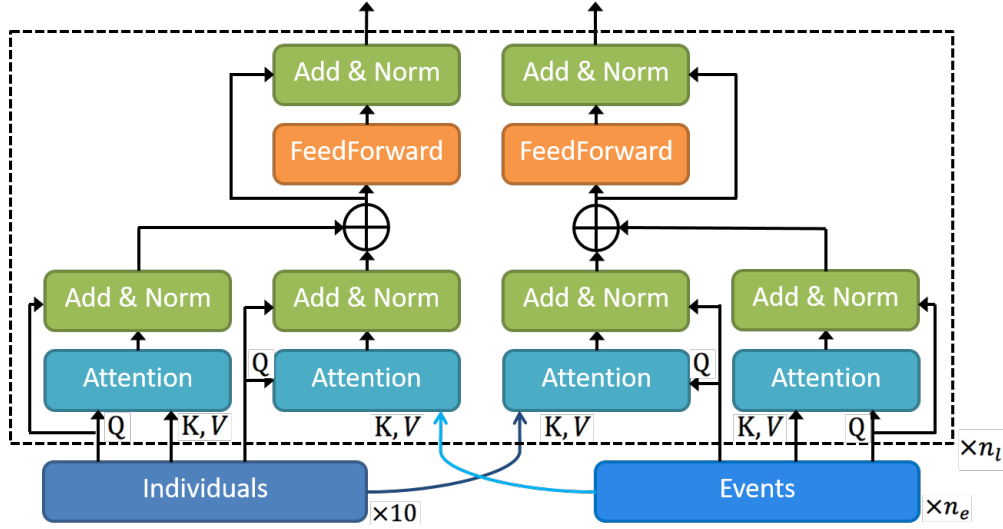 Add & Norm Add & Norm
FeedForward FeedForward
Add & Norm Add & Norm Add & Norm Add & Norm
Q Q
Attention Attention Attention Attention
Q K, V K, V K, V K, V Q
×n_l
Individuals Events
×10 ×n_e